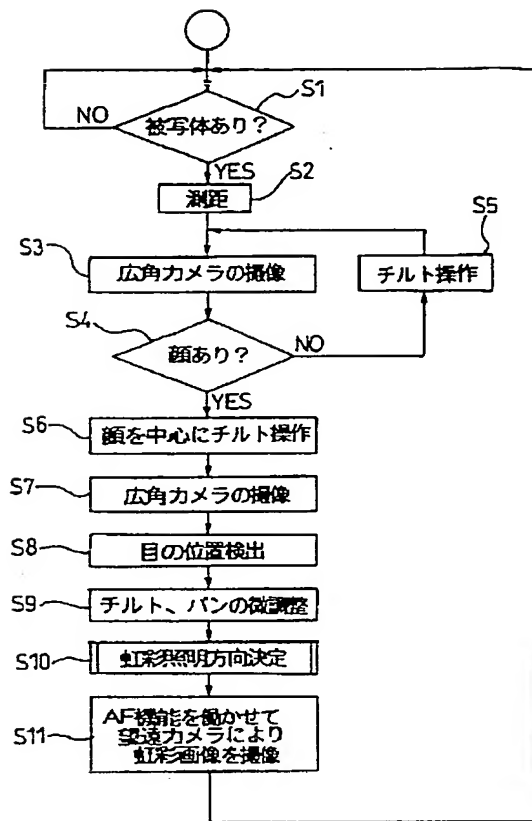 S1
被写体あり？
NO
YES
S2
測距
S5
S3
広角カメラの撮像
チルト操作
S4
顔あり？
NO
YES
S6
顔を中心にチルト操作
S7
広角カメラの撮像
S8
目の位置検出
S9
チルト、パンの微調整
S10
虹彩照明方向決定
S11
AF機能を働かせて
望遠カメラにより
虹彩画像を撮像